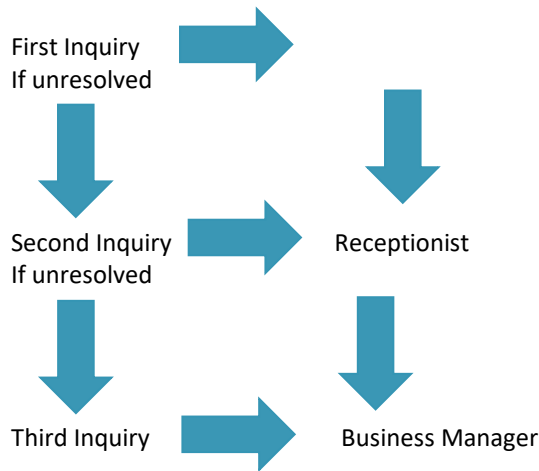 First Inquiry
If unresolved
Second Inquiry
Receptionist
If unresolved
Third Inquiry
Business Manager